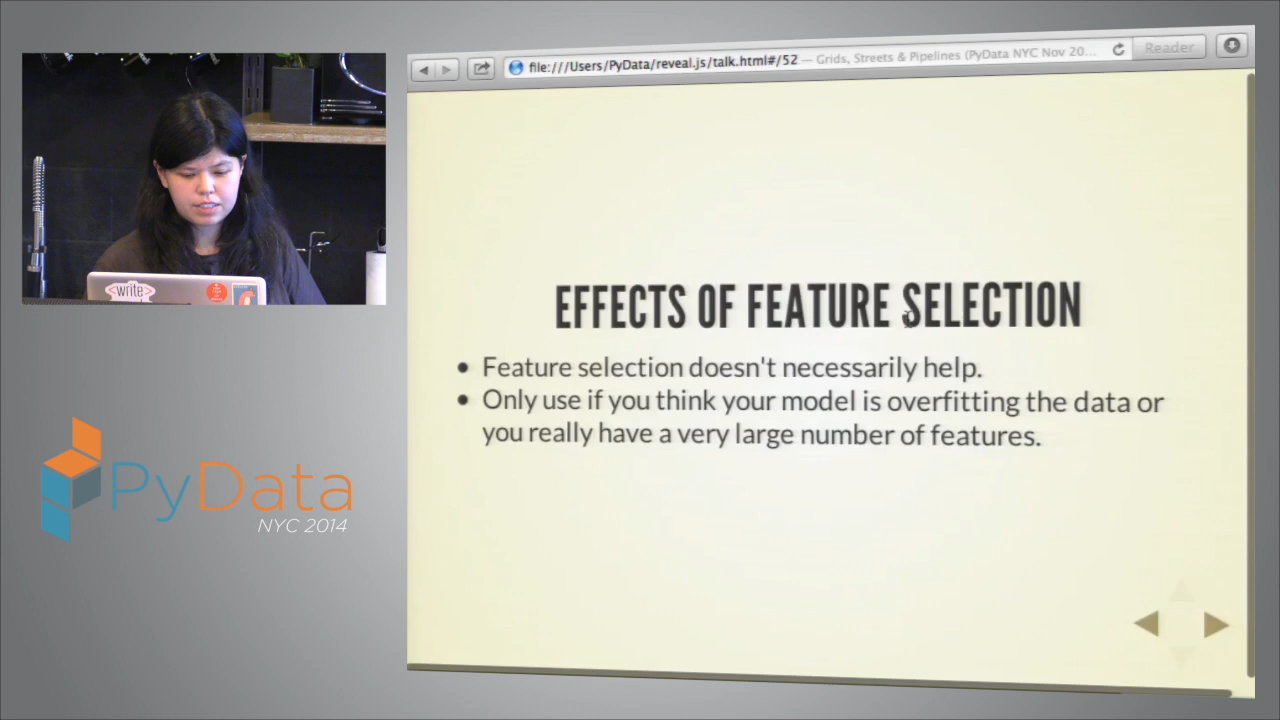 file:///Users/PyData/reveal.js/talk.html#/52 — Grids, Streets & Pipelines (PyData NYC Nov 20...
Reader
<write
EFFECTS OF FEATURE SELECTION
• Feature selection doesn't necessarily help.
• Only use if you think your model is overfitting the data or
you really have a very large number of features.
PyData
NYC 2014